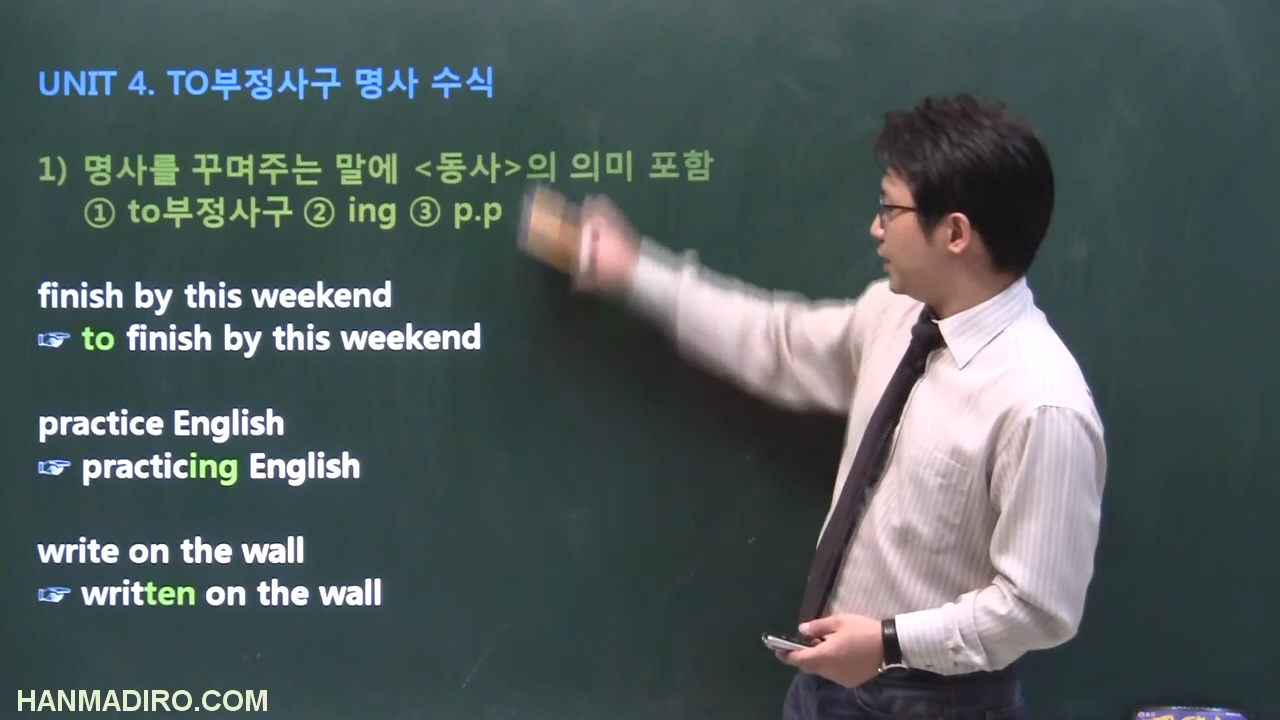 UNIT 4. TO부정사구 명사 수식
1) 명사를 꾸며주는 말에 <동사>의 의미 포함
① to부정사구 ② ing ③ p.p
finish by this weekend
☞ to finish by this weekend
practice English
☞ practicing English
write on the wall
☞ written on the wall
HANMADIRO.COM